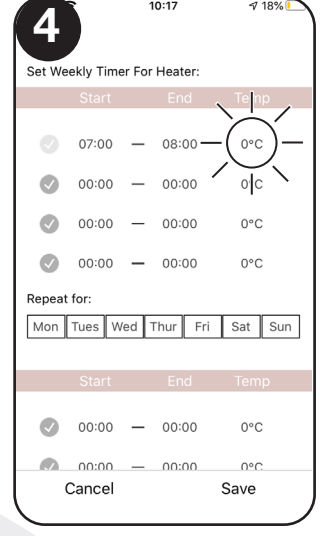 4
10:17
18%
Set Weekly Timer For Heater:
Start End Temp
07:00 — 08:00 0°C
00:00 — 00:00 0°C
00:00 — 00:00 0°C
00:00 — 00:00 0°C
Repeat for:
Mon Tues Wed Thur Fri Sat Sun
Start End Temp
00:00 — 00:00 0°C
00:00 — 00:00 0°C
Cancel Save